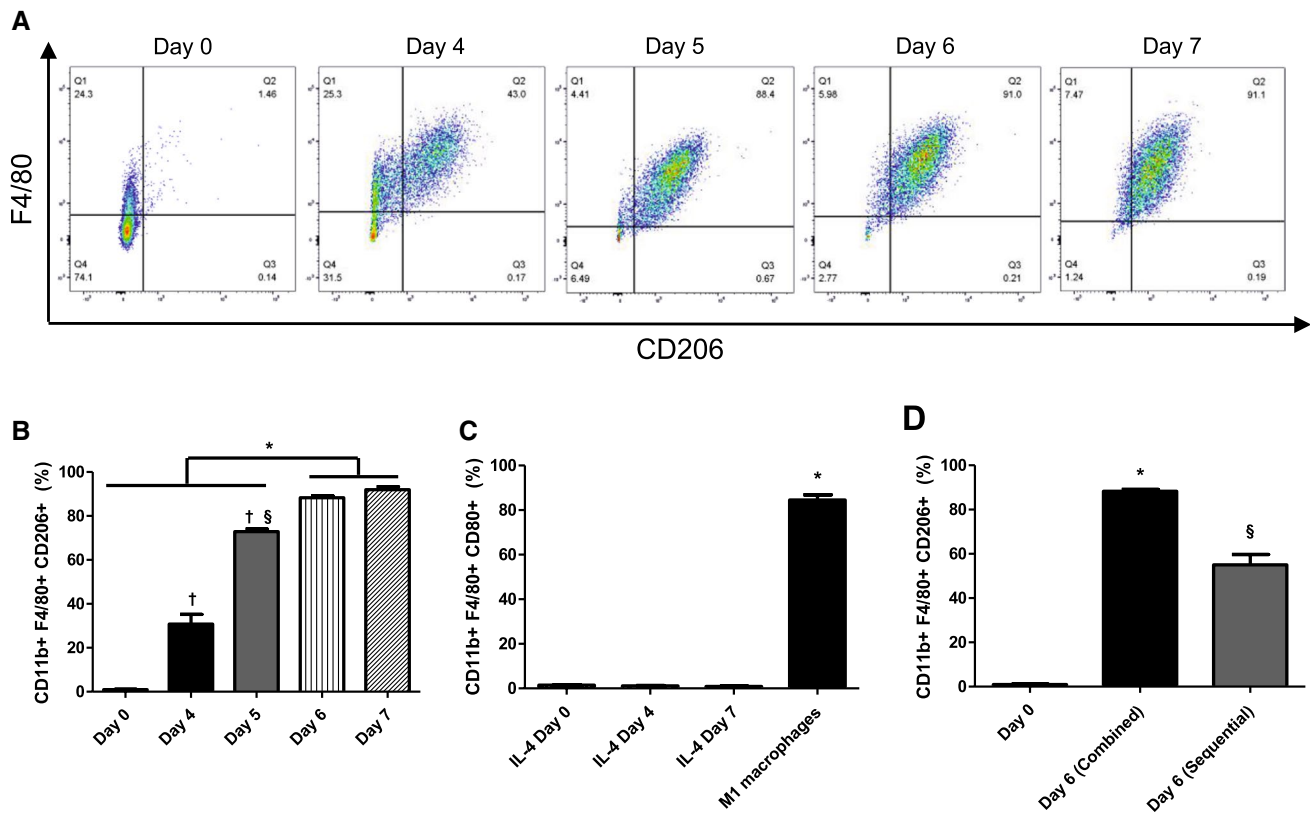 A
Day 0
Day 4
Day 5
Day 6
Day 7
F4/80
Q1
24.3
Q2
1.46
Q4
74.1
Q3
0.14
Q1
25.3
Q2
43.0
Q4
31.5
Q3
0.17
Q1
4.41
Q2
88.4
Q4
6.49
Q3
0.67
Q1
5.98
Q2
91.0
Q4
2.77
Q3
0.21
Q1
7.47
Q2
91.1
Q4
1.24
Q3
0.19
CD206
B
CD11b+ F4/80+ CD206+ (%)
100
80
60
40
20
0
*
†
† §
Day 0
Day 4
Day 5
Day 6
Day 7
C
CD11b+ F4/80+ CD80+ (%)
100
80
60
40
20
0
*
IL-4 Day 0
IL-4 Day 4
IL-4 Day 7
M1 macrophages
D
CD11b+ F4/80+ CD206+ (%)
100
80
60
40
20
0
*
§
Day 0
Day 6 (Combined)
Day 6 (Sequential)